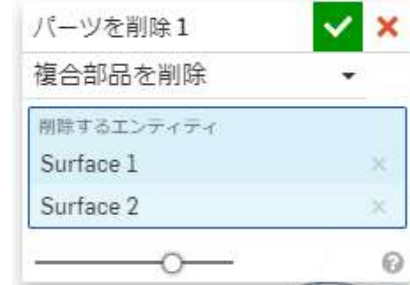 パーツを削除 1
複合部品を削除
削除するエンティティ
Surface 1
Surface 2